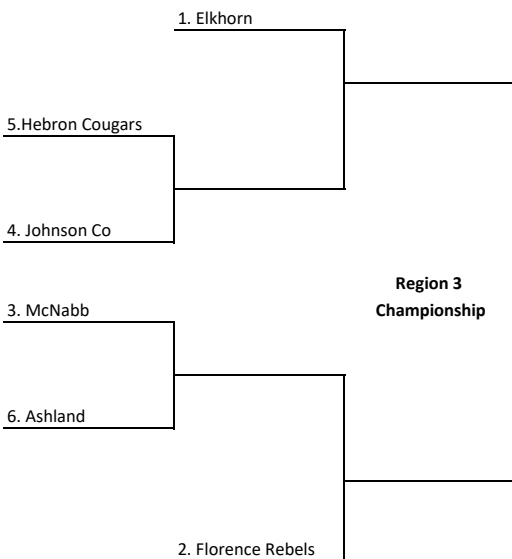 1. Elkhorn
5.Hebron Cougars
4. Johnson Co
Region 3
Championship
3. McNabb
6. Ashland
2. Florence Rebels